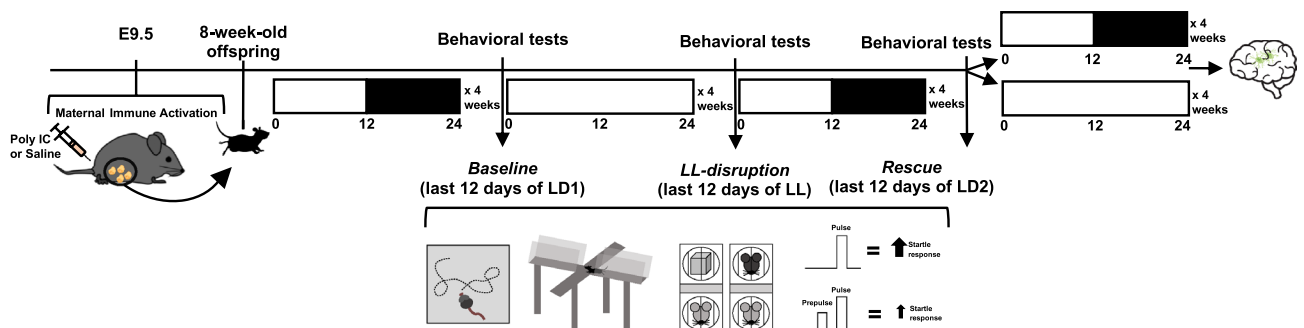 E9.5
8-week-old
offspring
Behavioral tests
Behavioral tests
Behavioral tests
x 4
weeks
0
12
24
Maternal Immune Activation
Poly IC
or Saline
x 4
weeks
0
12
24
x 4
weeks
0
12
24
x 4
weeks
0
12
24
x 4
weeks
0
12
24
Baseline
(last 12 days of LD1)
LL-disruption
(last 12 days of LL)
Rescue
(last 12 days of LD2)
Pulse
=
Startle
response
Prepulse
Pulse
=
Startle
response